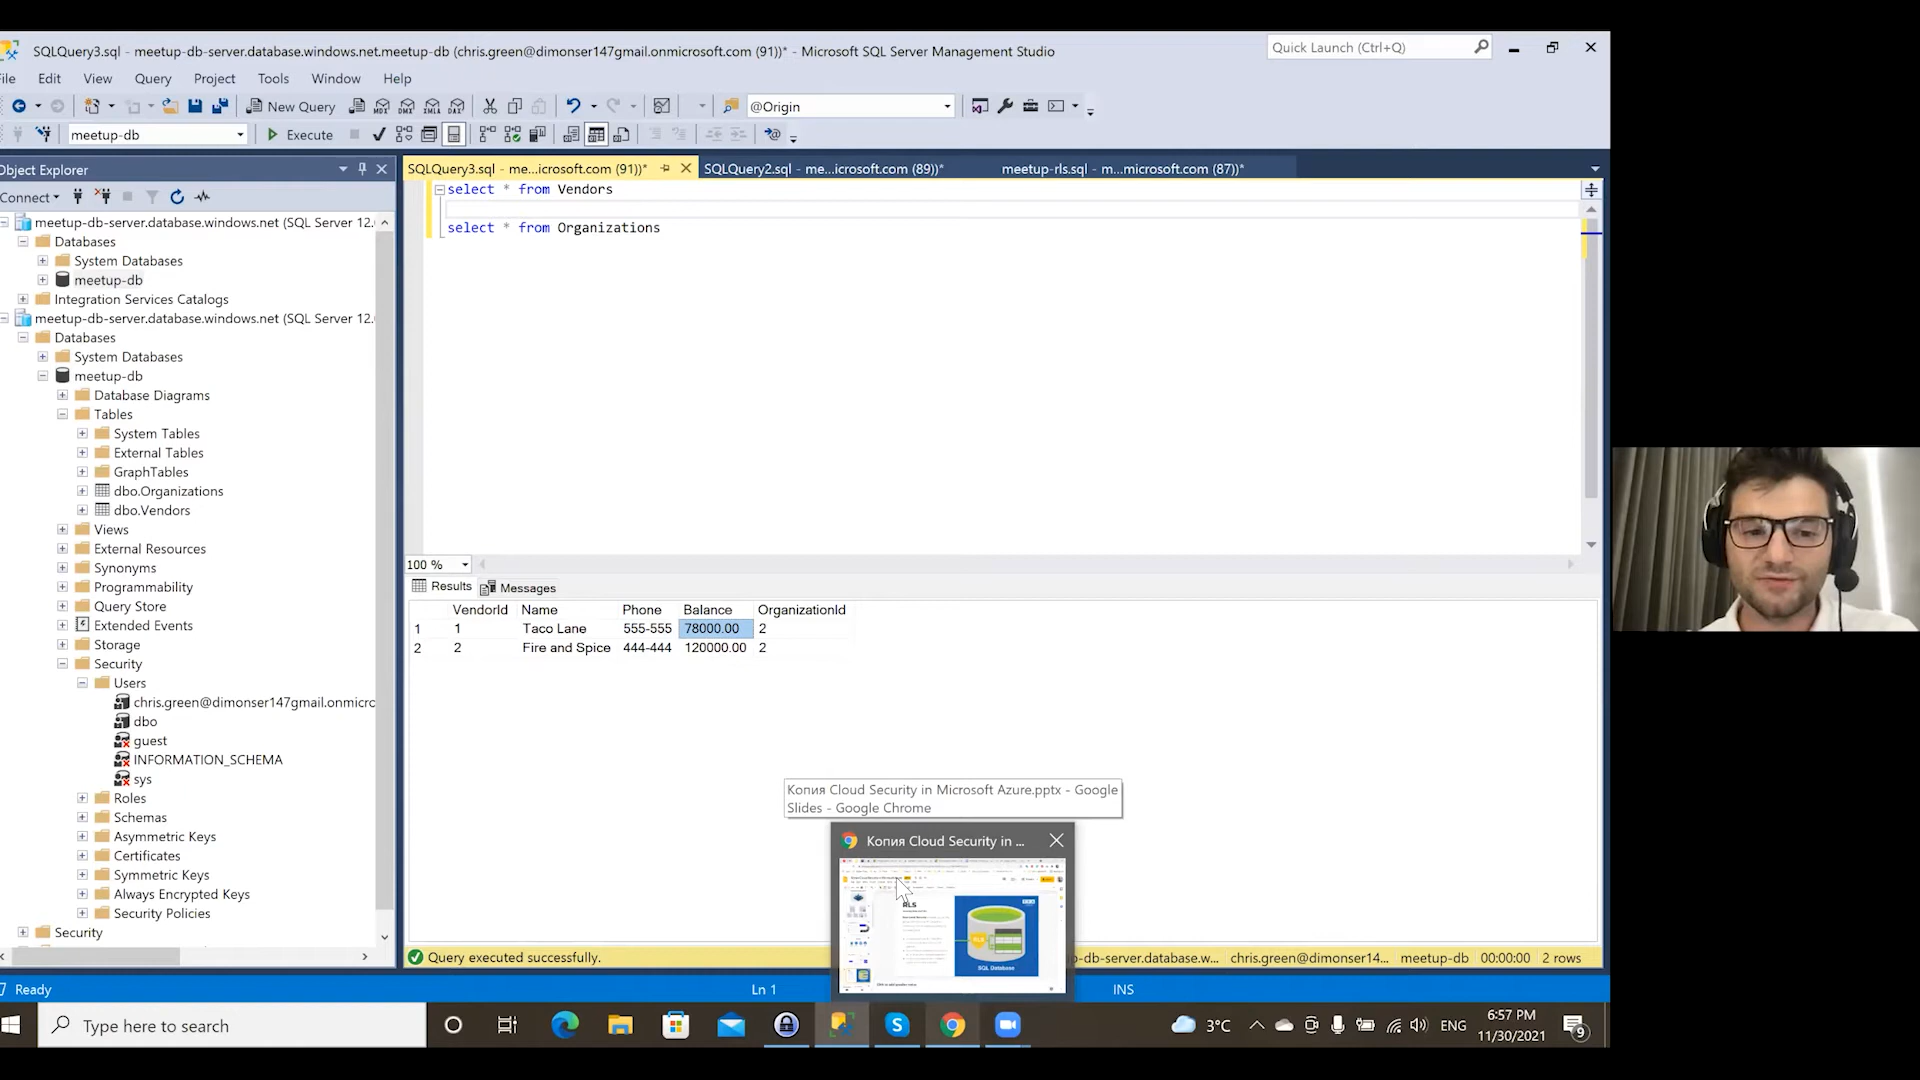 SQLQuery3.sql - meetup-db-server.database.windows.net.meetup-db (chris.green@dimonser147gmail.onmicrosoft.com (91))* - Microsoft SQL Server Management Studio
Quick Launch (Ctrl+Q)
File Edit View Query Project Tools Window Help
New Query
@Origin
meetup-db
Execute
Object Explorer
SQLQuery3.sql - me...icrosoft.com (91))*
SQLQuery2.sql - me...icrosoft.com (89))*
meetup-rls.sql - m...microsoft.com (87))*
Connect
meetup-db-server.database.windows.net (SQL Server 12.
Databases
System Databases
meetup-db
Integration Services Catalogs
meetup-db-server.database.windows.net (SQL Server 12.
Databases
System Databases
meetup-db
Database Diagrams
Tables
System Tables
External Tables
GraphTables
dbo.Organizations
dbo.Vendors
Views
External Resources
Synonyms
Programmability
Query Store
Extended Events
Storage
Security
Users
chris.green@dimonser147gmail.onmicro
dbo
guest
INFORMATION_SCHEMA
sys
Roles
Schemas
Asymmetric Keys
Certificates
Symmetric Keys
Always Encrypted Keys
Security Policies
Security
select * from Vendors
select * from Organizations
100 %
Results Messages
VendorId Name Phone Balance OrganizationId
1 1 Taco Lane 555-555 78000.00 2
2 2 Fire and Spice 444-444 120000.00 2
Копия Cloud Security in Microsoft Azure.pptx - Google
Slides - Google Chrome
Копия Cloud Security in ...
RLS
SQL Database
Query executed successfully.
p-db-server.database.w... chris.green@dimonser14... meetup-db 00:00:00 2 rows
Ready
Ln 1
INS
Type here to search
3°C
ENG
6:57 PM
11/30/2021
9